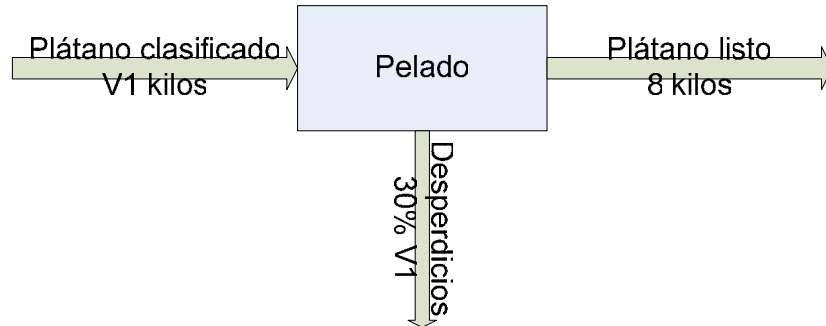 Plátano clasificado
V1 kilos
Pelado
Plátano listo
8 kilos
Desperdicios
30% V1